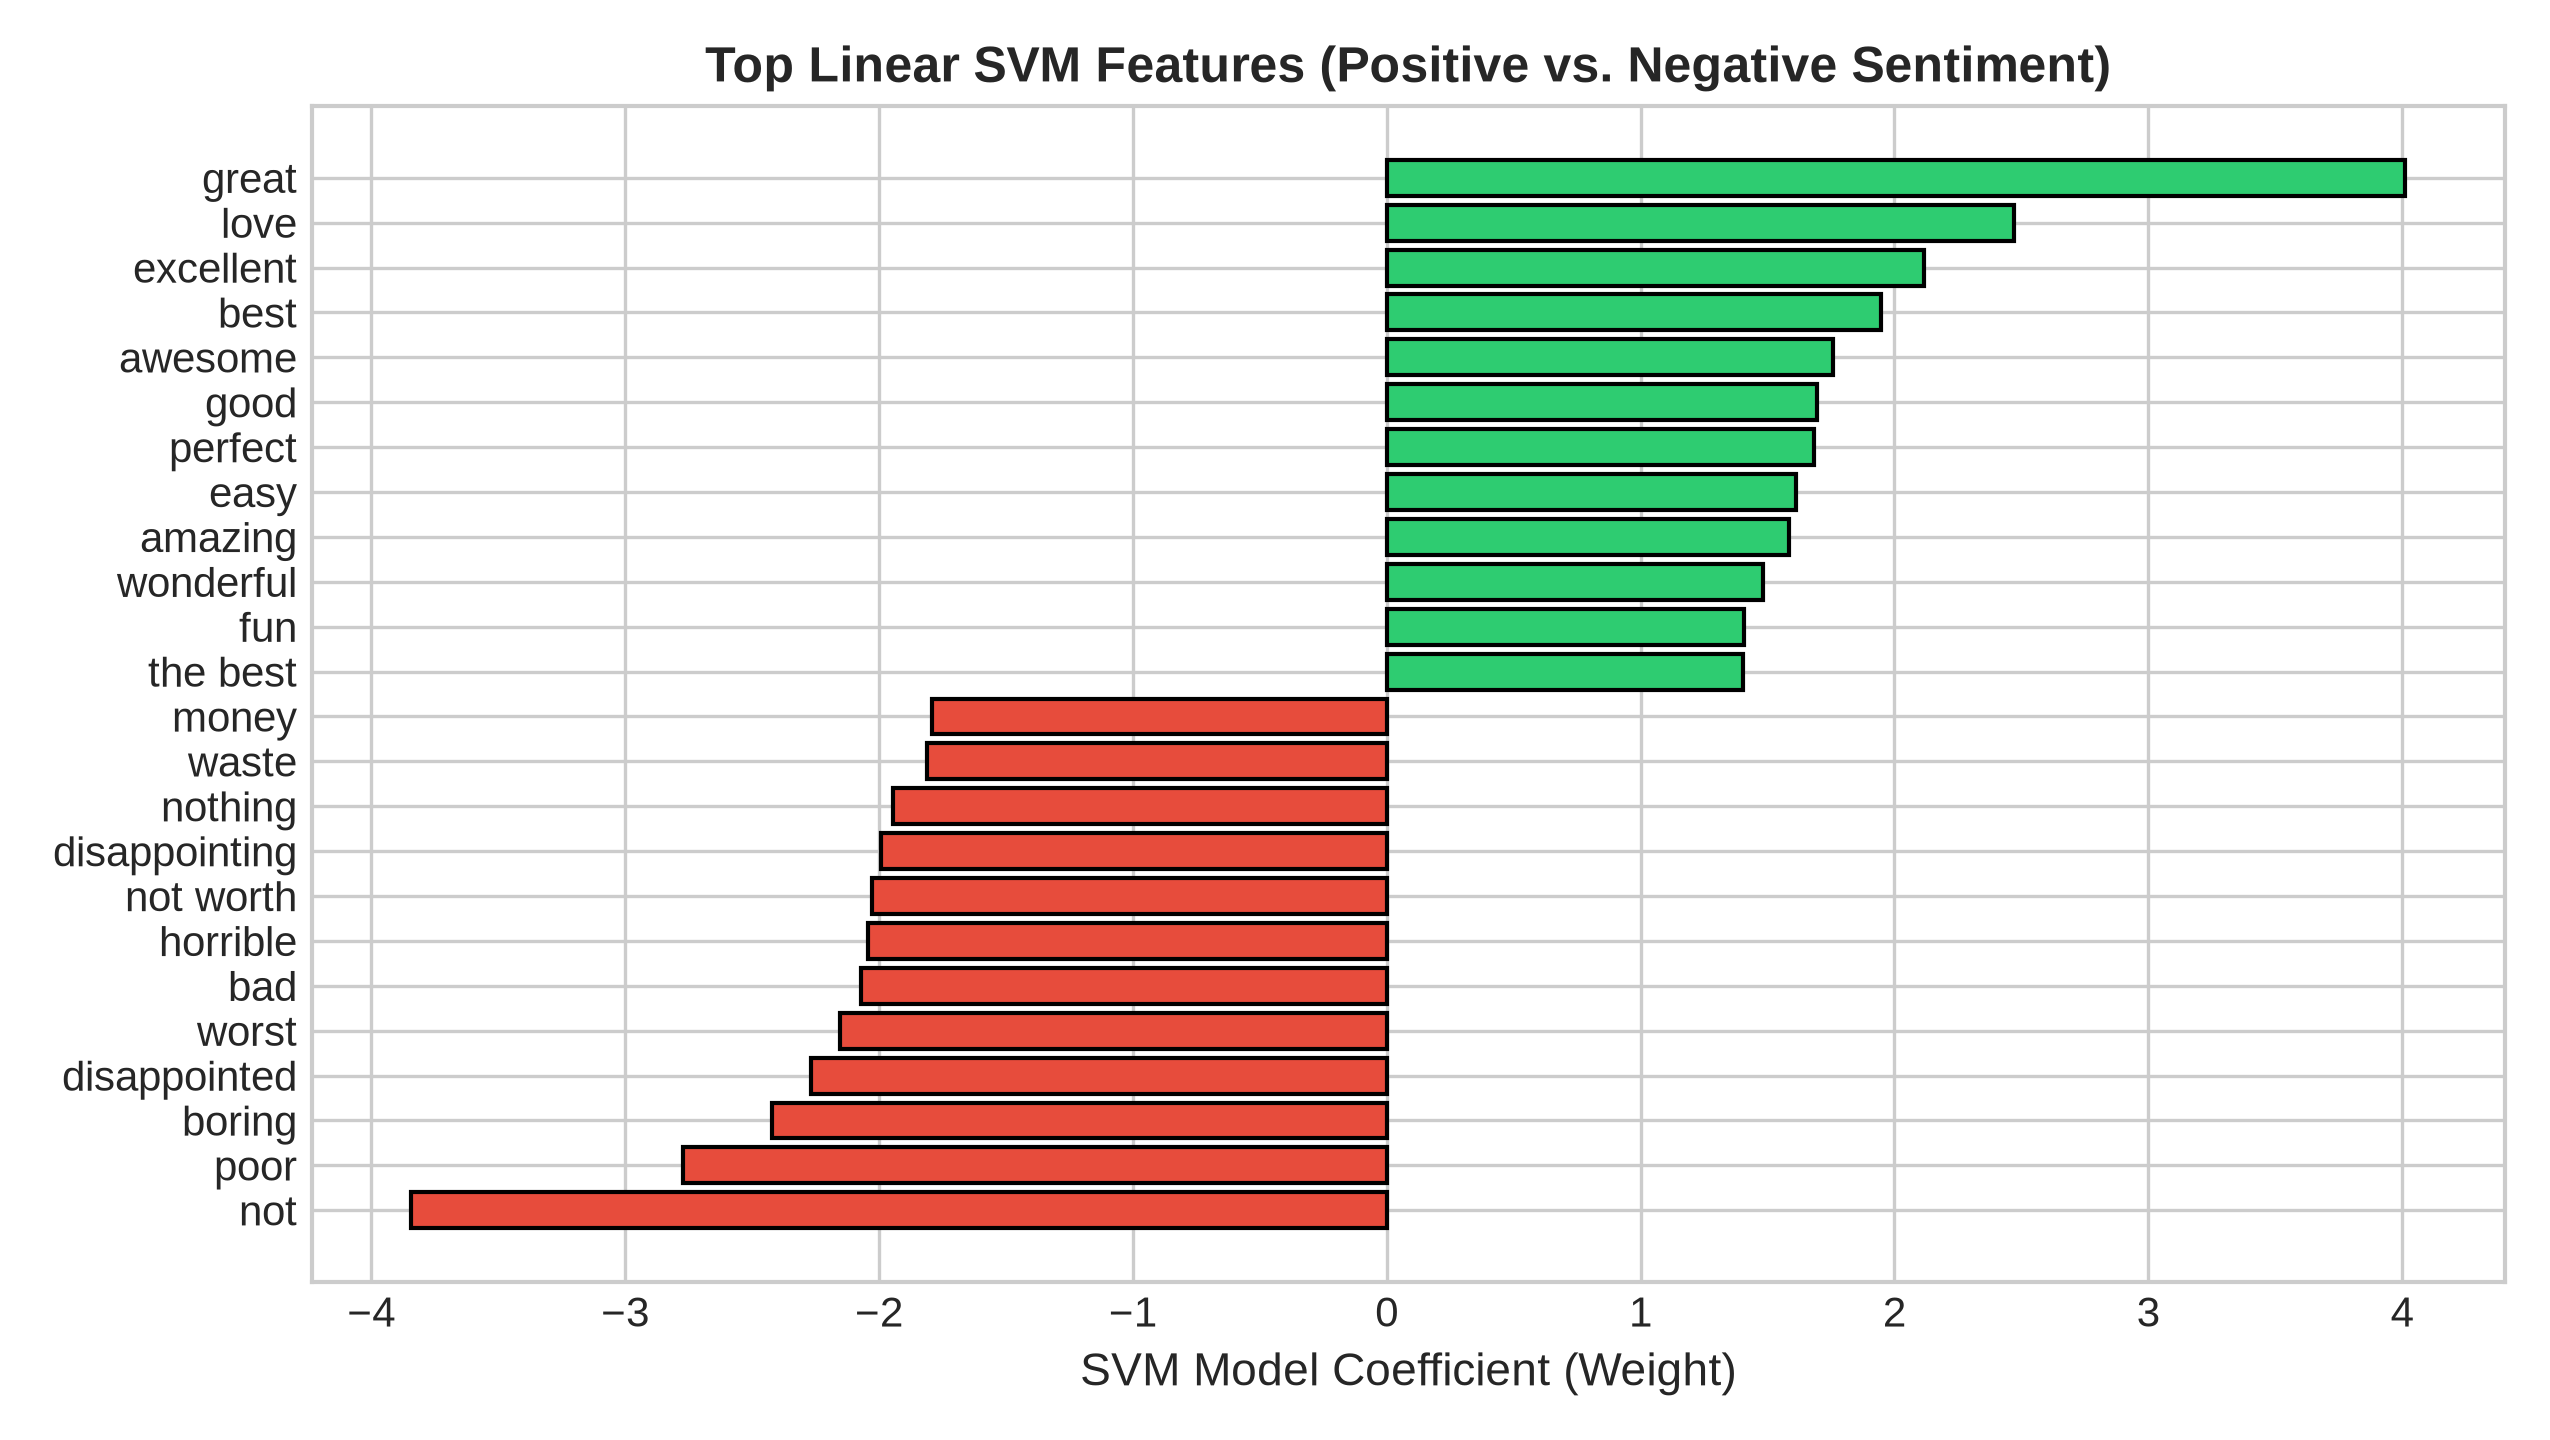 Top Linear SVM Features (Positive vs. Negative Sentiment)
great
love
excellent
best
awesome
good
perfect
easy
amazing
wonderful
fun
the best
money
waste
nothing
disappointing
not worth
horrible
bad
worst
disappointed
boring
poor
not
−4 −3 −2 −1 0 1 2 3 4
SVM Model Coefficient (Weight)